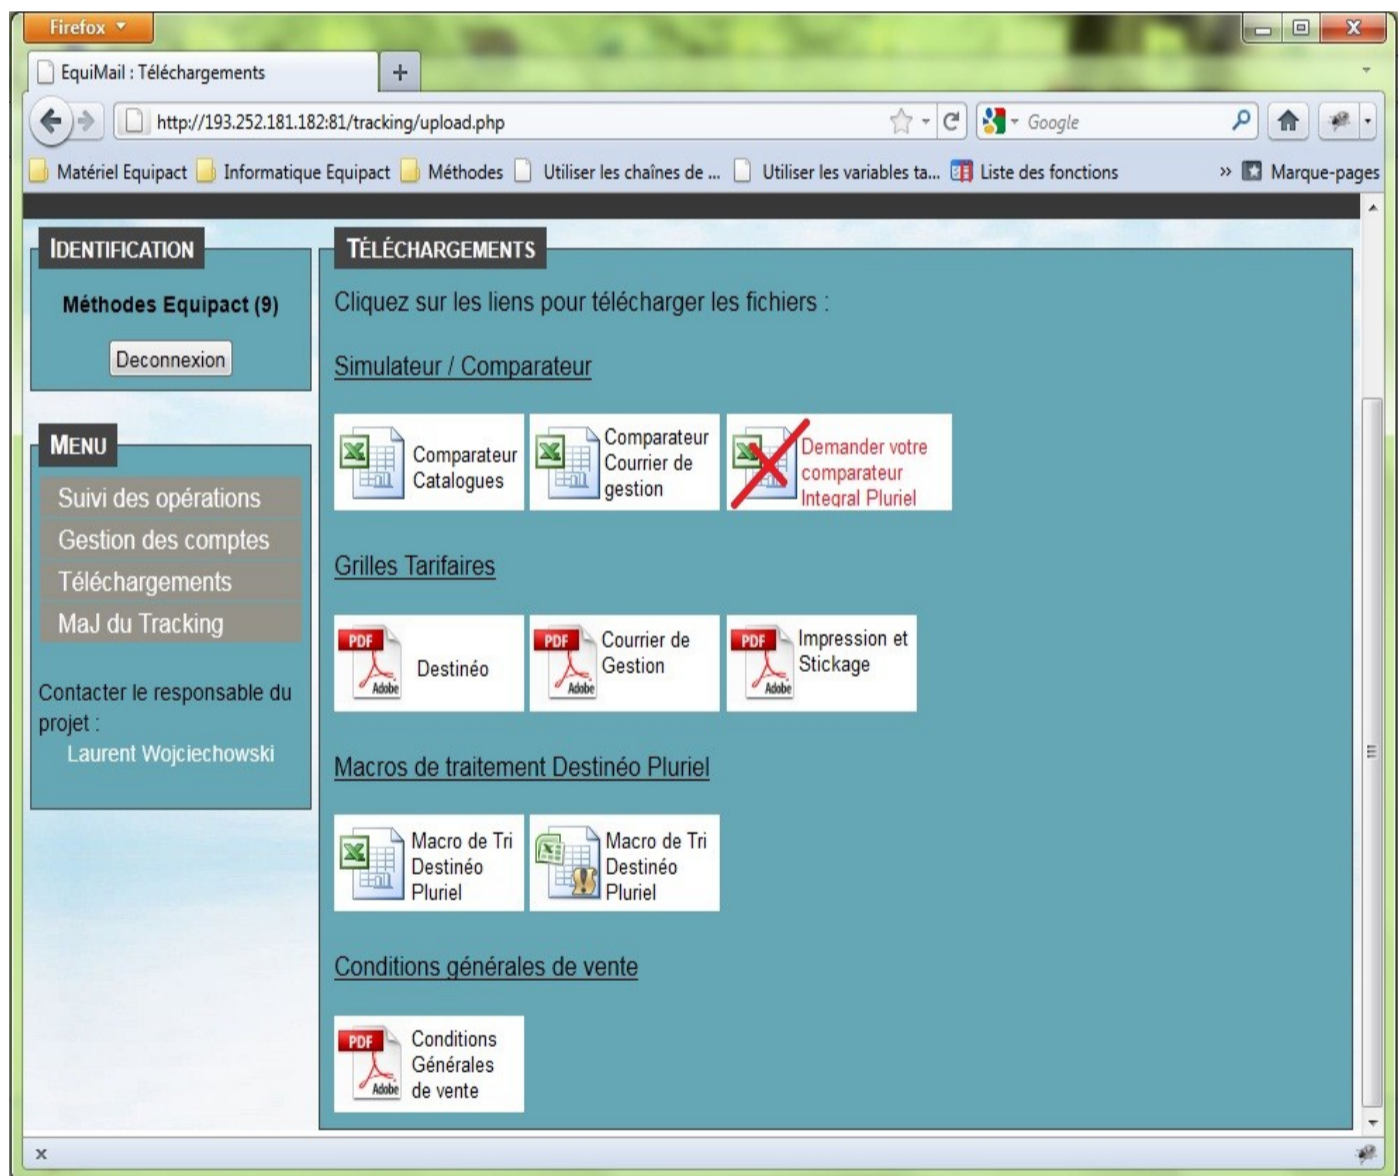 Firefox
EquiMail : Téléchargements
http://193.252.181.182:81/tracking/upload.php
Google
Matériel Equipact
Informatique Equipact
Méthodes
Utiliser les chaînes de ...
Utiliser les variables ta...
Liste des fonctions
»
Marque-pages
IDENTIFICATION
Méthodes Equipact (9)
Deconnexion
MENU
Suivi des opérations
Gestion des comptes
Téléchargements
MaJ du Tracking
Contacter le responsable du
projet :
Laurent Wojciechowski
TÉLÉCHARGEMENTS
Cliquez sur les liens pour télécharger les fichiers :
Simulateur / Comparateur
Comparateur
Catalogues
Comparateur
Courrier de
gestion
Demander votre
comparateur
Integral Pluriel
Grilles Tarifaires
PDF
Adobe
Destinéo
PDF
Adobe
Courrier de
Gestion
PDF
Adobe
Impression et
Stickage
Macros de traitement Destinéo Pluriel
Macro de Tri
Destinéo
Pluriel
Macro de Tri
Destinéo
Pluriel
Conditions générales de vente
PDF
Adobe
Conditions
Générales
de vente
x